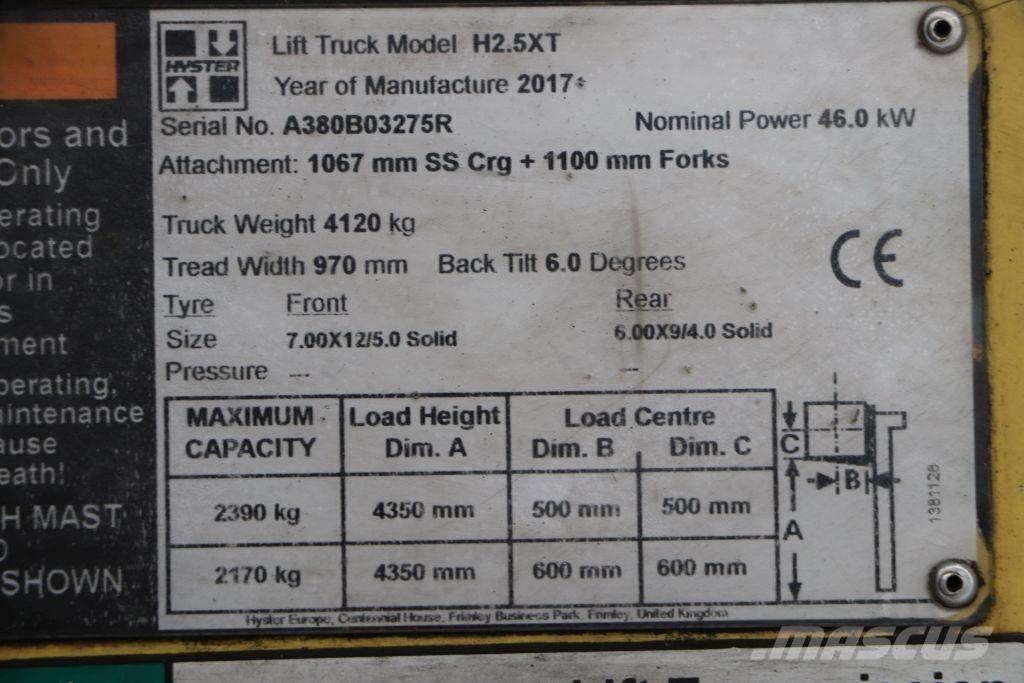 HYSTER
Lift Truck Model H2.5XT
Year of Manufacture 2017
Serial No. A380B03275R Nominal Power 46.0 kW
Attachment: 1067 mm SS Crg + 1100 mm Forks
Truck Weight 4120 kg
Tread Width 970 mm Back Tilt 6.0 Degrees
CE
Tyre Front Rear
Size 7.00X12/5.0 Solid 6.00X9/4.0 Solid
Pressure --- ---
MAXIMUM CAPACITY Load Height Dim. A Load Centre Dim. B Dim. C
2390 kg 4350 mm 500 mm 500 mm
2170 kg 4350 mm 600 mm 600 mm
C
B
A
1381128
Hyster Europe, Centennial House, Frimley Business Park, Frimley, United Kingdom
ors and
Only
erating
ocated
or in
s
ment
perating,
aintenance
ause
eath!
H MAST
SHOWN
mascus